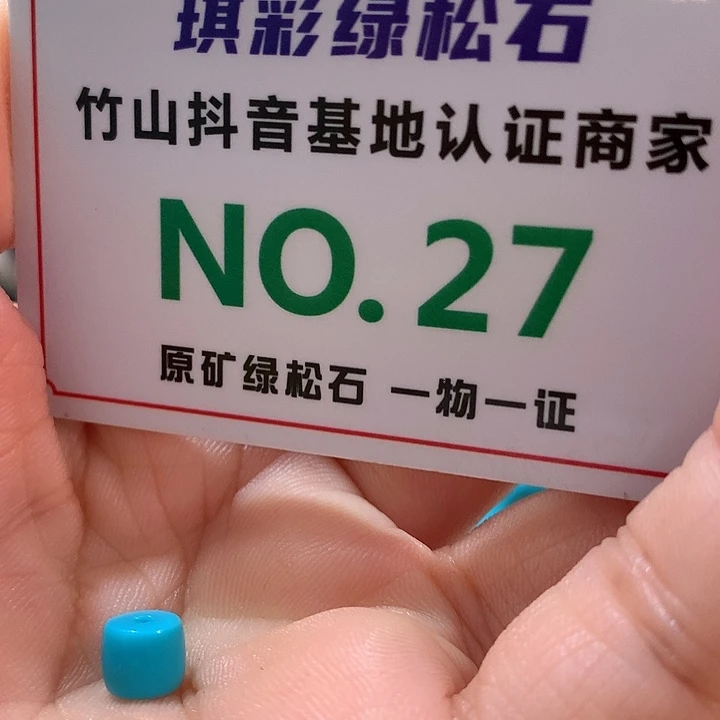 琪彩绿松石
竹山抖音基地认证商家
NO.27
原矿绿松石 一物一证